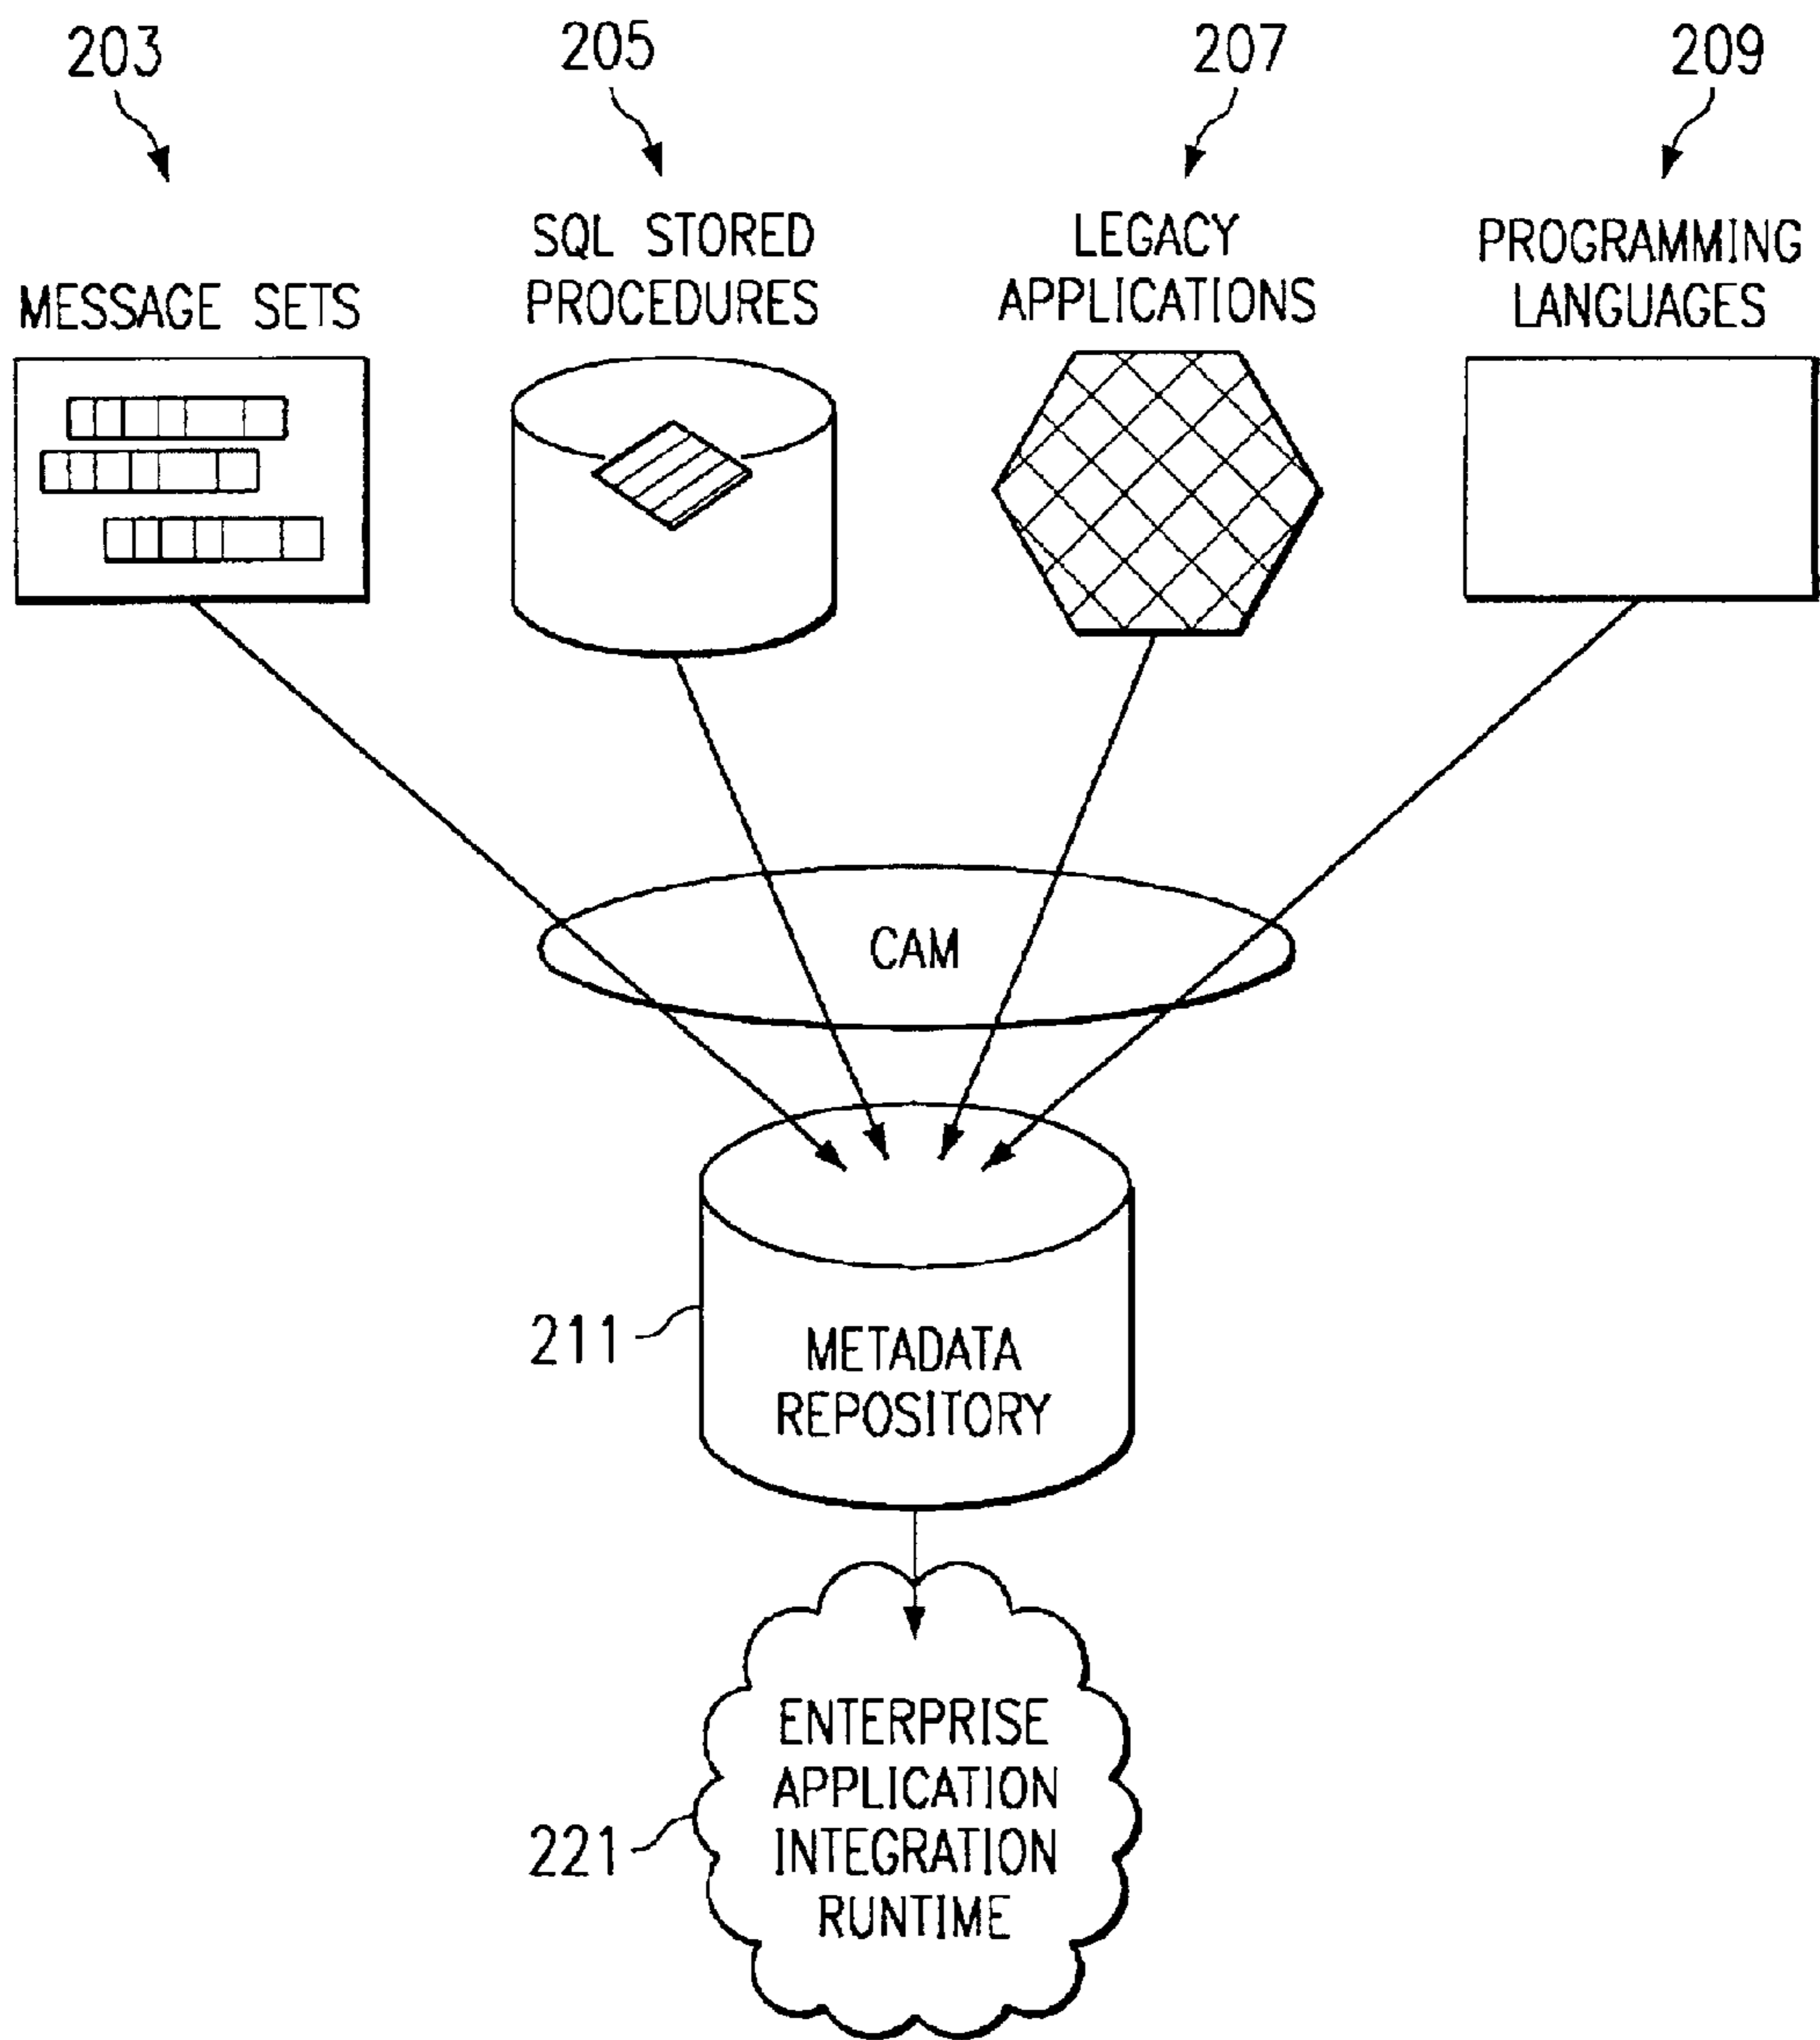 203
205
207
209
MESSAGE SETS
SQL STORED
PROCEDURES
LEGACY
APPLICATIONS
PROGRAMMING
LANGUAGES
CAM
211
METADATA
REPOSITORY
221
ENTERPRISE
APPLICATION
INTEGRATION
RUNTIME